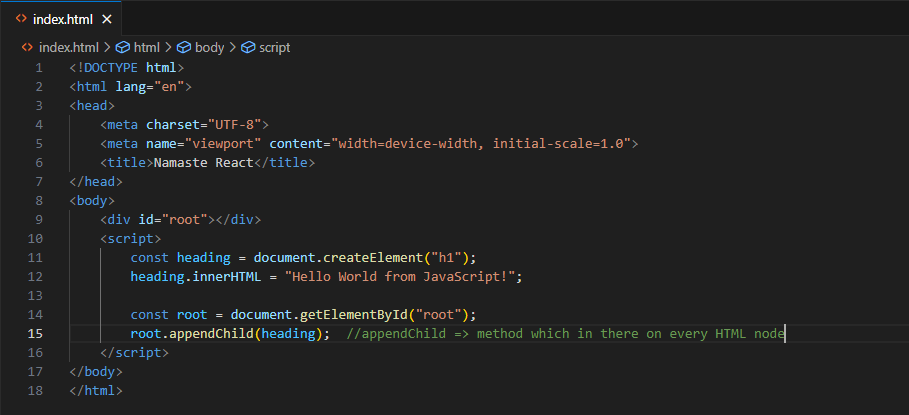 index.html
index.html > html > body > script
1 <!DOCTYPE html>
2 <html lang="en">
3 <head>
4 <meta charset="UTF-8">
5 <meta name="viewport" content="width=device-width, initial-scale=1.0">
6 <title>Namaste React</title>
7 </head>
8 <body>
9 <div id="root"></div>
10 <script>
11 const heading = document.createElement("h1");
12 heading.innerHTML = "Hello World from JavaScript!";
13
14 const root = document.getElementById("root");
15 root.appendChild(heading); //appendChild => method which in there on every HTML node
16 </script>
17 </body>
18 </html>